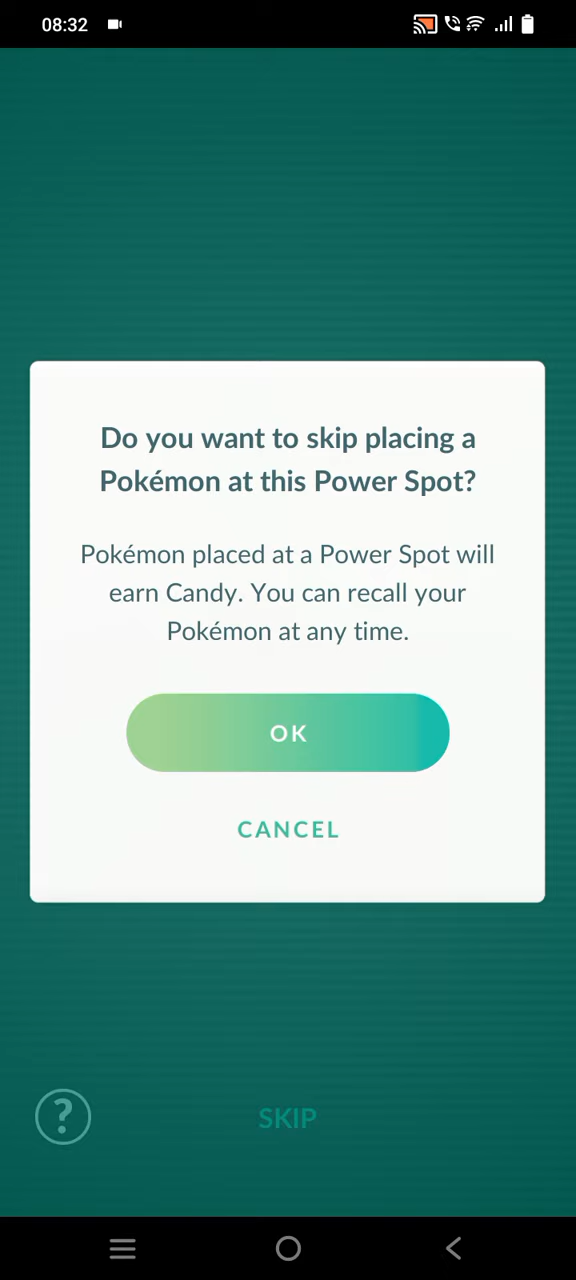 08:32
Do you want to skip placing a
Pokémon at this Power Spot?
Pokémon placed at a Power Spot will
earn Candy. You can recall your
Pokémon at any time.
OK
CANCEL
?
SKIP